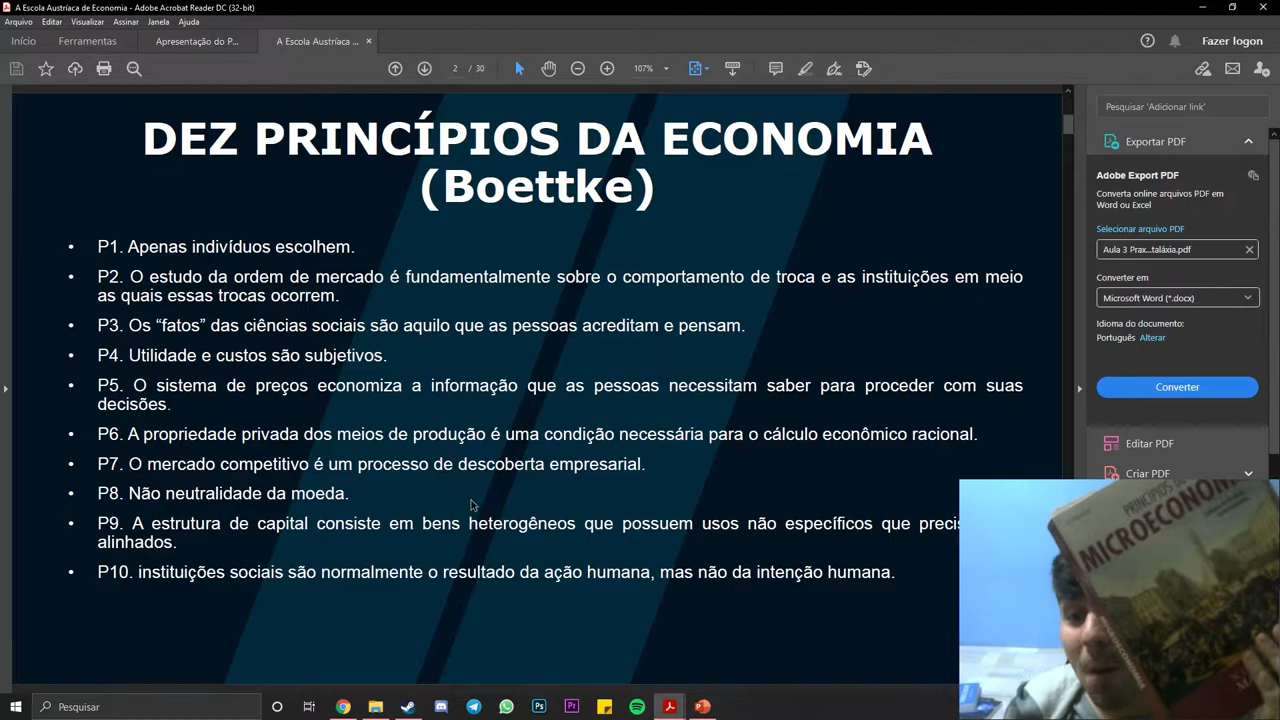 A Escola Austríaca de Economia - Adobe Acrobat Reader DC (32-bit)
Arquivo Editar Visualizar Assinar Janela Ajuda
Início Ferramentas Apresentação do P... A Escola Austríaca ... × Fazer logon
2 / 30 107%
DEZ PRINCÍPIOS DA ECONOMIA
(Boettke)
• P1. Apenas indivíduos escolhem.
• P2. O estudo da ordem de mercado é fundamentalmente sobre o comportamento de troca e as instituições em meio
as quais essas trocas ocorrem.
• P3. Os “fatos” das ciências sociais são aquilo que as pessoas acreditam e pensam.
• P4. Utilidade e custos são subjetivos.
• P5. O sistema de preços economiza a informação que as pessoas necessitam saber para proceder com suas
decisões.
• P6. A propriedade privada dos meios de produção é uma condição necessária para o cálculo econômico racional.
• P7. O mercado competitivo é um processo de descoberta empresarial.
• P8. Não neutralidade da moeda.
• P9. A estrutura de capital consiste em bens heterogêneos que possuem usos não específicos que precis
alinhados.
• P10. instituições sociais são normalmente o resultado da ação humana, mas não da intenção humana.
Pesquisar 'Adicionar link'
Exportar PDF
Adobe Export PDF
Converta online arquivos PDF em
Word ou Excel
Selecionar arquivo PDF
Aula 3 Prax...taláxia.pdf
Converter em
Microsoft Word (*.docx)
Idioma do documento:
Português Alterar
Converter
Editar PDF
Criar PDF
PRINCÍPIOS DE
MICROECONOM
Pesquisar
Ps Pr